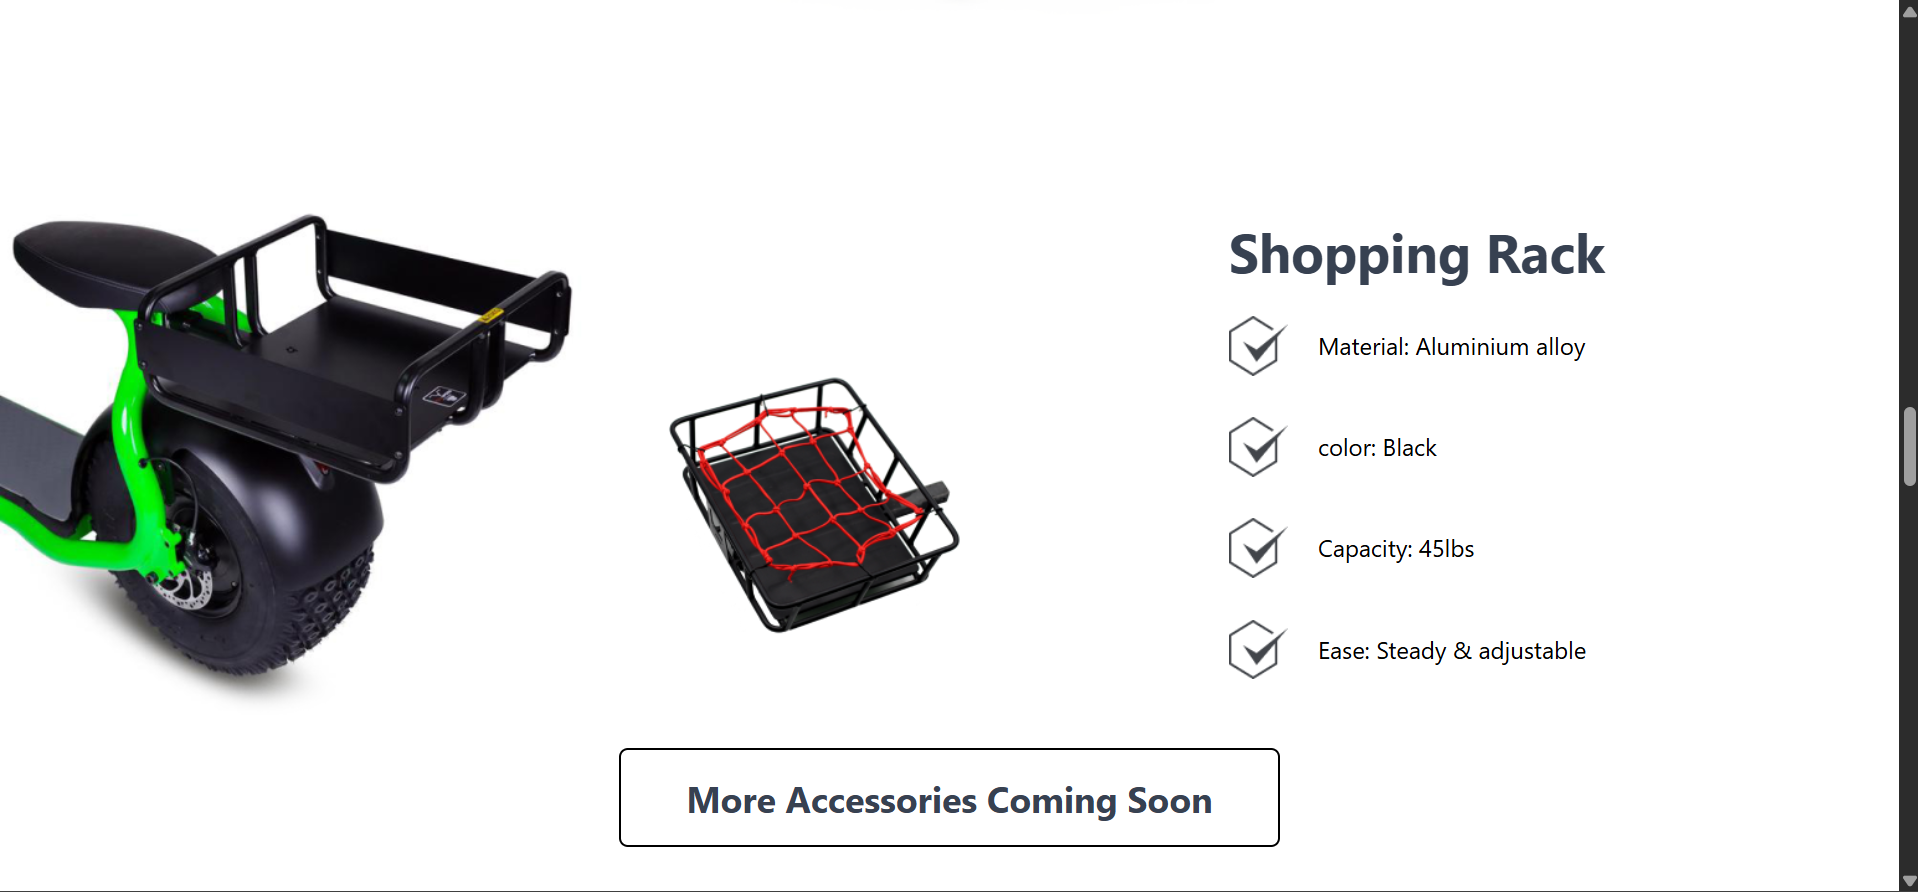 Shopping Rack
Material: Aluminium alloy
color: Black
Capacity: 45lbs
Ease: Steady & adjustable
More Accessories Coming Soon